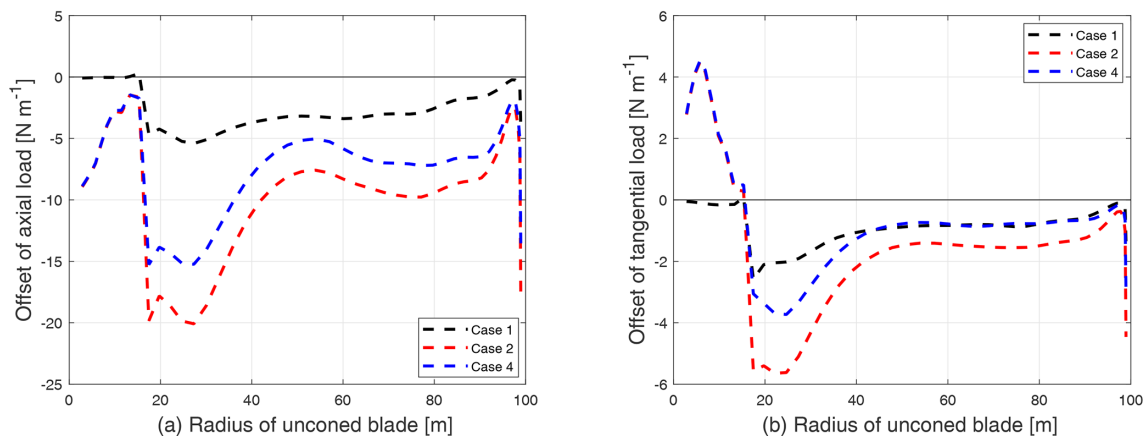 5
0
-5
-10
-15
-20
-25
Offset of axial load [N m⁻¹]
0 20 40 60 80 100
Case 1
Case 2
Case 4
(a) Radius of unconed blade [m]
6
4
2
0
-2
-4
-6
Offset of tangential load [N m⁻¹]
0 20 40 60 80 100
Case 1
Case 2
Case 4
(b) Radius of unconed blade [m]